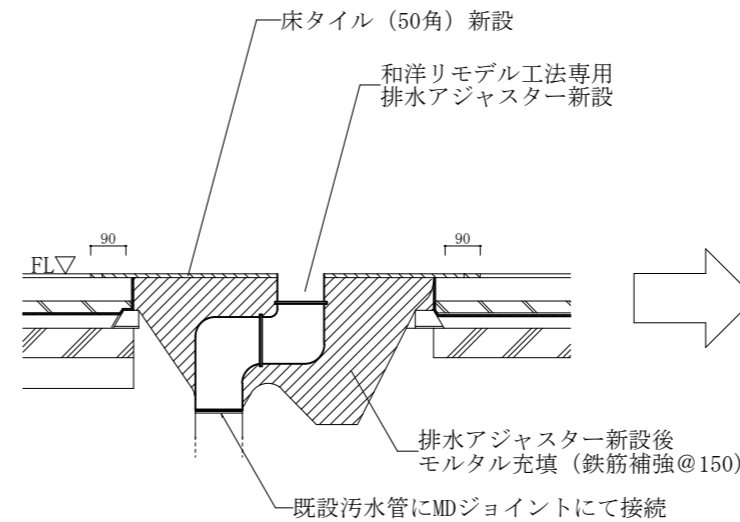 床タイル（50角）新設
和洋リモデル工法専用
排水アジャスター新設
90
90
FL▽
排水アジャスター新設後
モルタル充填（鉄筋補強@150）
既設汚水管にMDジョイントにて接続